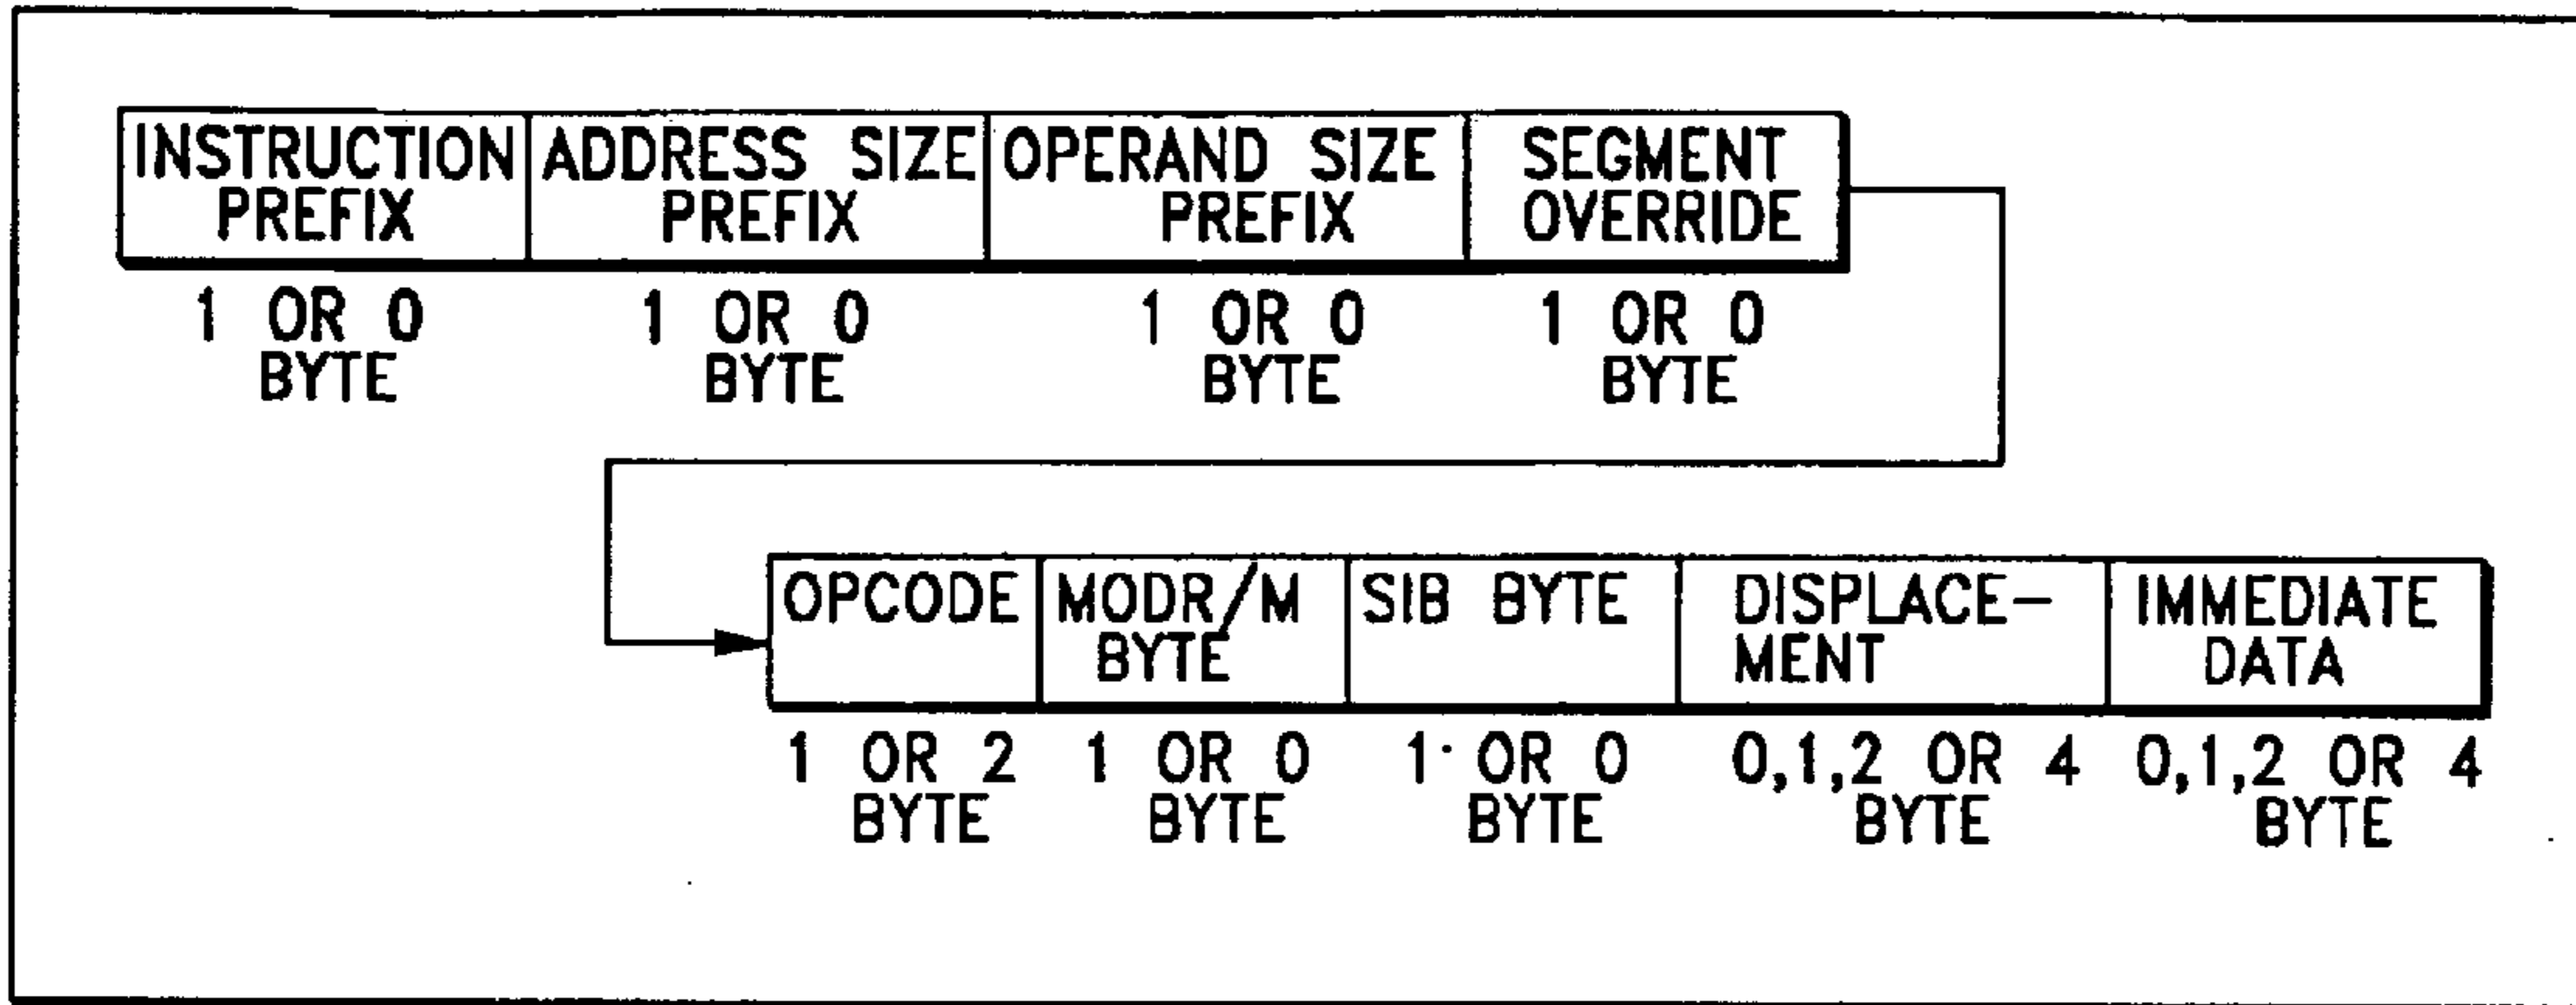 INSTRUCTION PREFIX
ADDRESS SIZE PREFIX
OPERAND SIZE PREFIX
SEGMENT OVERRIDE
1 OR 0 BYTE
1 OR 0 BYTE
1 OR 0 BYTE
1 OR 0 BYTE
OPCODE
MODR/M BYTE
SIB BYTE
DISPLACE-
MENT
IMMEDIATE DATA
1 OR 2 BYTE
1 OR 0 BYTE
1 OR 0 BYTE
0,1,2 OR 4 BYTE
0,1,2 OR 4 BYTE